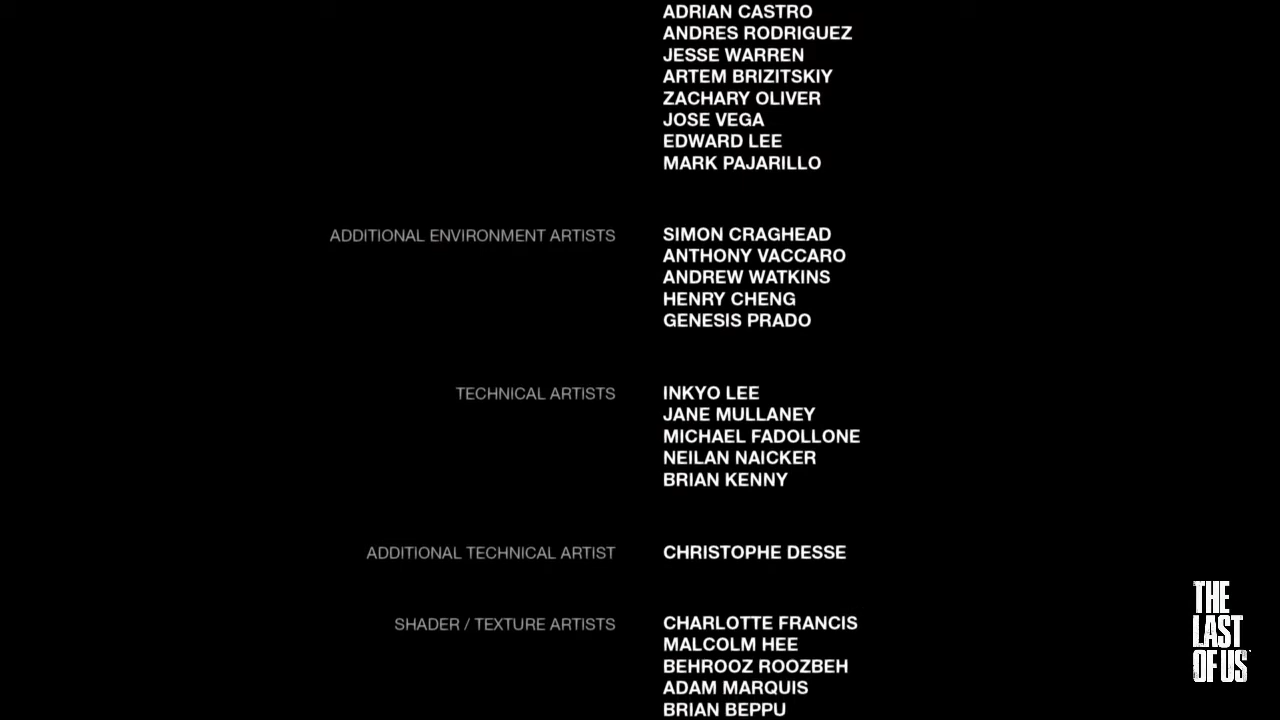 ADRIAN CASTRO
ANDRES RODRIGUEZ
JESSE WARREN
ARTEM BRIZITSKIY
ZACHARY OLIVER
JOSE VEGA
EDWARD LEE
MARK PAJARILLO
ADDITIONAL ENVIRONMENT ARTISTS SIMON CRAGHEAD
ANTHONY VACCARO
ANDREW WATKINS
HENRY CHENG
GENESIS PRADO
TECHNICAL ARTISTS INKYO LEE
JANE MULLANEY
MICHAEL FADOLLONE
NEILAN NAICKER
BRIAN KENNY
ADDITIONAL TECHNICAL ARTIST CHRISTOPHE DESSE
SHADER / TEXTURE ARTISTS CHARLOTTE FRANCIS
MALCOLM HEE
BEHROOZ ROOZBEH
ADAM MARQUIS
BRIAN BEPPU
THE
LAST
OF US